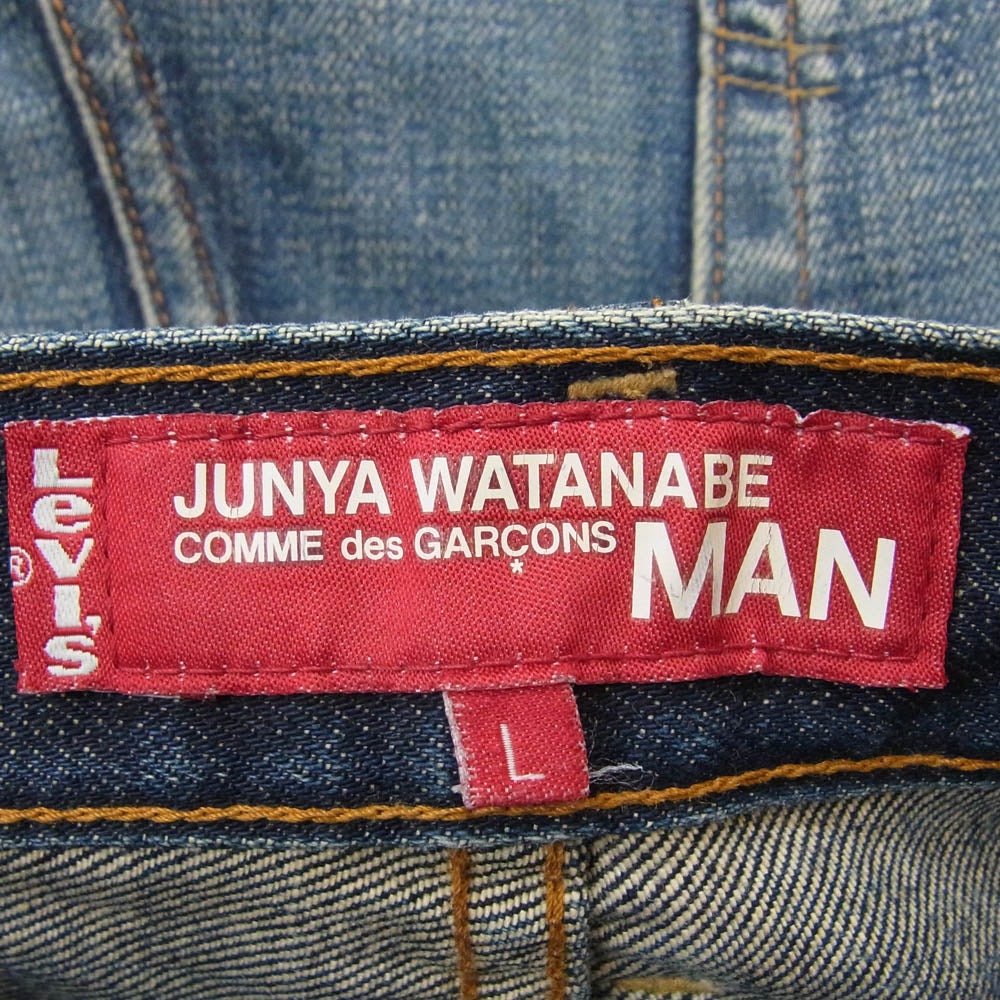 LeVI.S
®
JUNYA WATANABE
COMME des GARÇONS
*
MAN
L